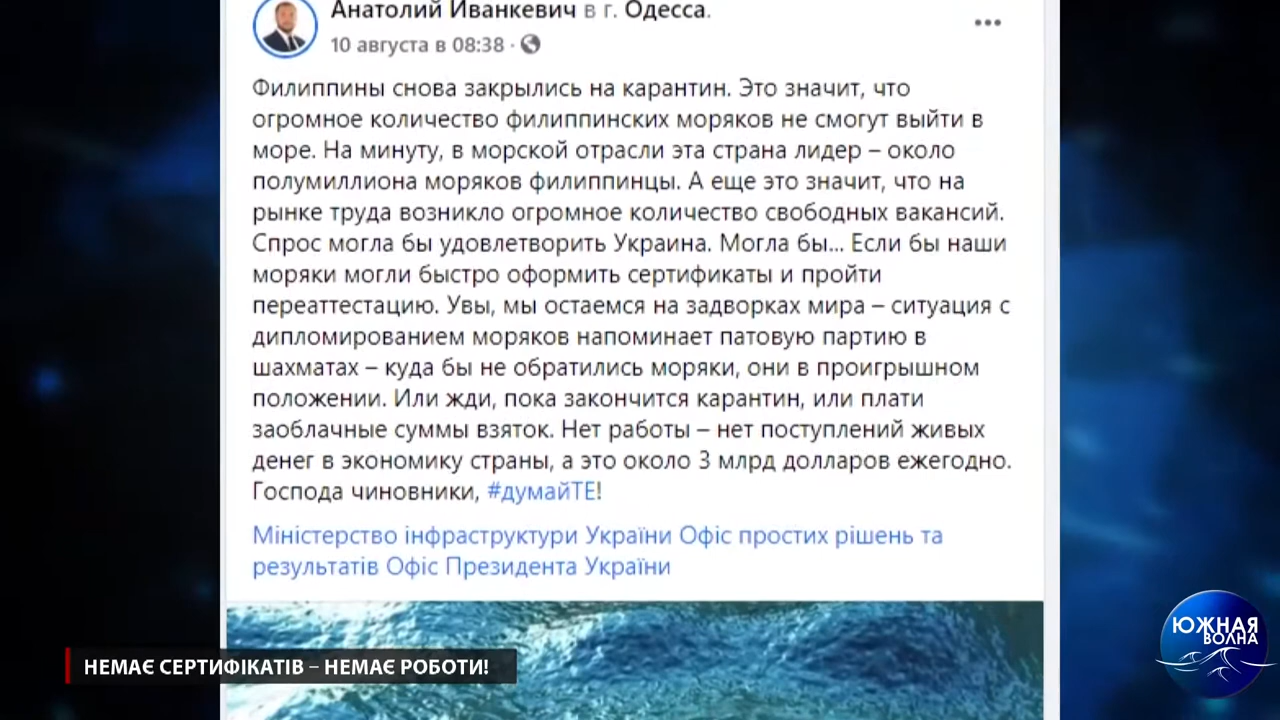 Анатолий Иванкевич в г. Одесса.
10 августа в 08:38 ·
Филиппины снова закрылись на карантин. Это значит, что
огромное количество филиппинских моряков не смогут выйти в
море. На минуту, в морской отрасли эта страна лидер – около
полумиллиона моряков филиппинцы. А еще это значит, что на
рынке труда возникло огромное количество свободных вакансий.
Спрос могла бы удовлетворить Украина. Могла бы... Если бы наши
моряки могли быстро оформить сертификаты и пройти
переаттестацию. Увы, мы остаемся на задворках мира – ситуация с
дипломированием моряков напоминает патовую партию в
шахматах – куда бы не обратились моряки, они в проигрышном
положении. Или жди, пока закончится карантин, или плати
заоблачные суммы взяток. Нет работы – нет поступлений живых
денег в экономику страны, а это около 3 млрд долларов ежегодно.
Господа чиновники, #думайТЕ!
Міністерство інфраструктури України Офіс простих рішень та
результатів Офіс Президента України
ЮЖНАЯ
ВОЛНА
НЕМАЄ СЕРТИФІКАТІВ – НЕМАЄ РОБОТИ!